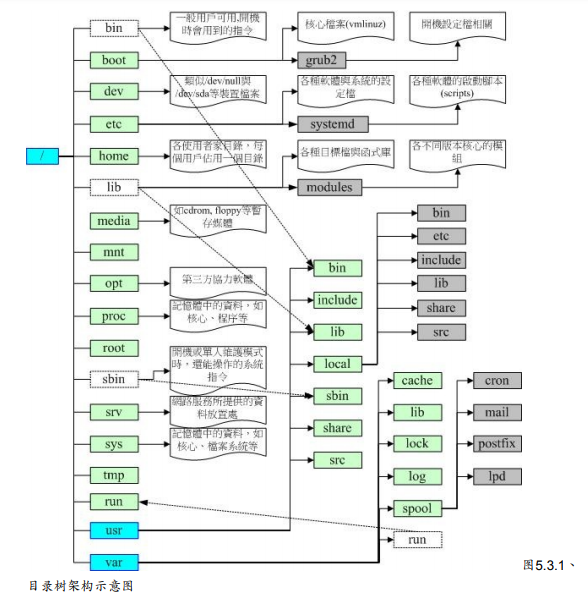 bin
一般用戶可用,開機
時會用到的指令
核心檔案(vmlinuz)
開機設定檔相關
boot
grub2
dev
類似/dev/null與
/dev/sda等裝置檔案
各種軟體與系統的設
定檔
各種軟體的啟動腳本
(scripts)
etc
systemd
/
home
各使用者家目錄，每
個用戶佔用一個目錄
各種目標檔與函式庫
各不同版本核心的模
組
lib
modules
media
如cdrom, floppy等暫
存媒體
mnt
opt
第三方協力軟體
proc
記憶體中的資料，如
核心、程序等
root
sbin
開機或單人維護模式
時，還能操作的系統
指令
srv
網路服務所提供的資
料放置處
sys
記憶體中的資料，如
核心、檔案系統等
tmp
run
usr
var
bin
include
lib
local
sbin
share
src
bin
etc
include
lib
share
src
cache
lib
lock
log
spool
run
cron
mail
postfix
lpd
图5.3.1、
目录树架构示意图